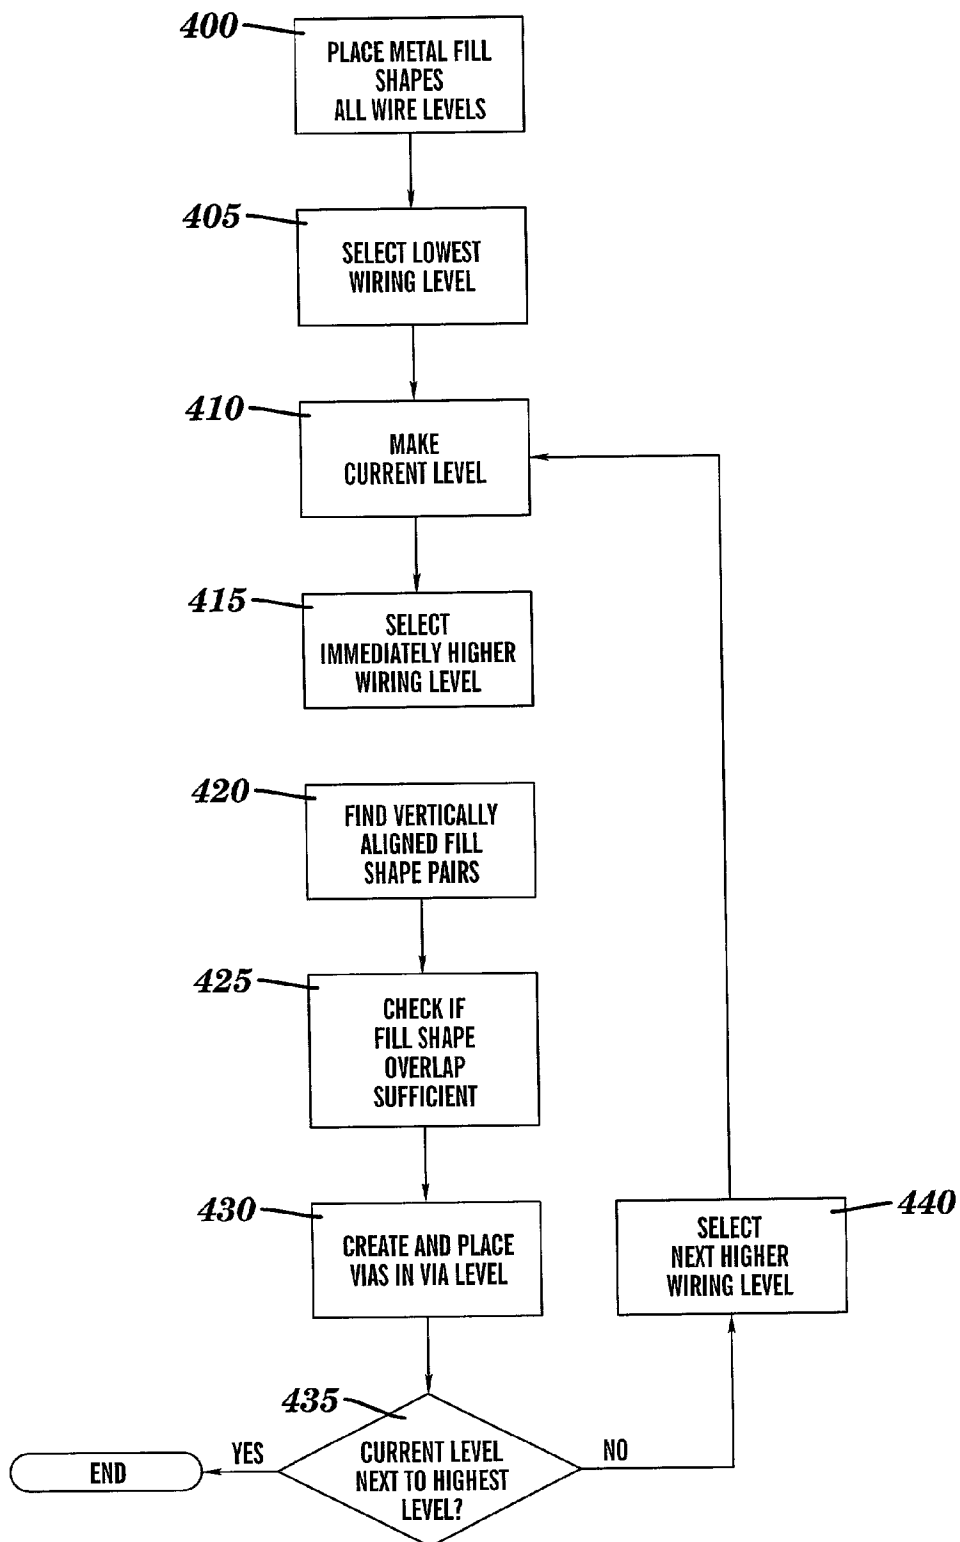 400
PLACE METAL FILL
SHAPES
ALL WIRE LEVELS
405
SELECT LOWEST
WIRING LEVEL
410
MAKE
CURRENT LEVEL
415
SELECT
IMMEDIATELY HIGHER
WIRING LEVEL
420
FIND VERTICALLY
ALIGNED FILL
SHAPE PAIRS
425
CHECK IF
FILL SHAPE
OVERLAP
SUFFICIENT
430
CREATE AND PLACE
VIAS IN VIA LEVEL
440
SELECT
NEXT HIGHER
WIRING LEVEL
435
CURRENT LEVEL
NEXT TO HIGHEST
LEVEL?
YES
NO
END